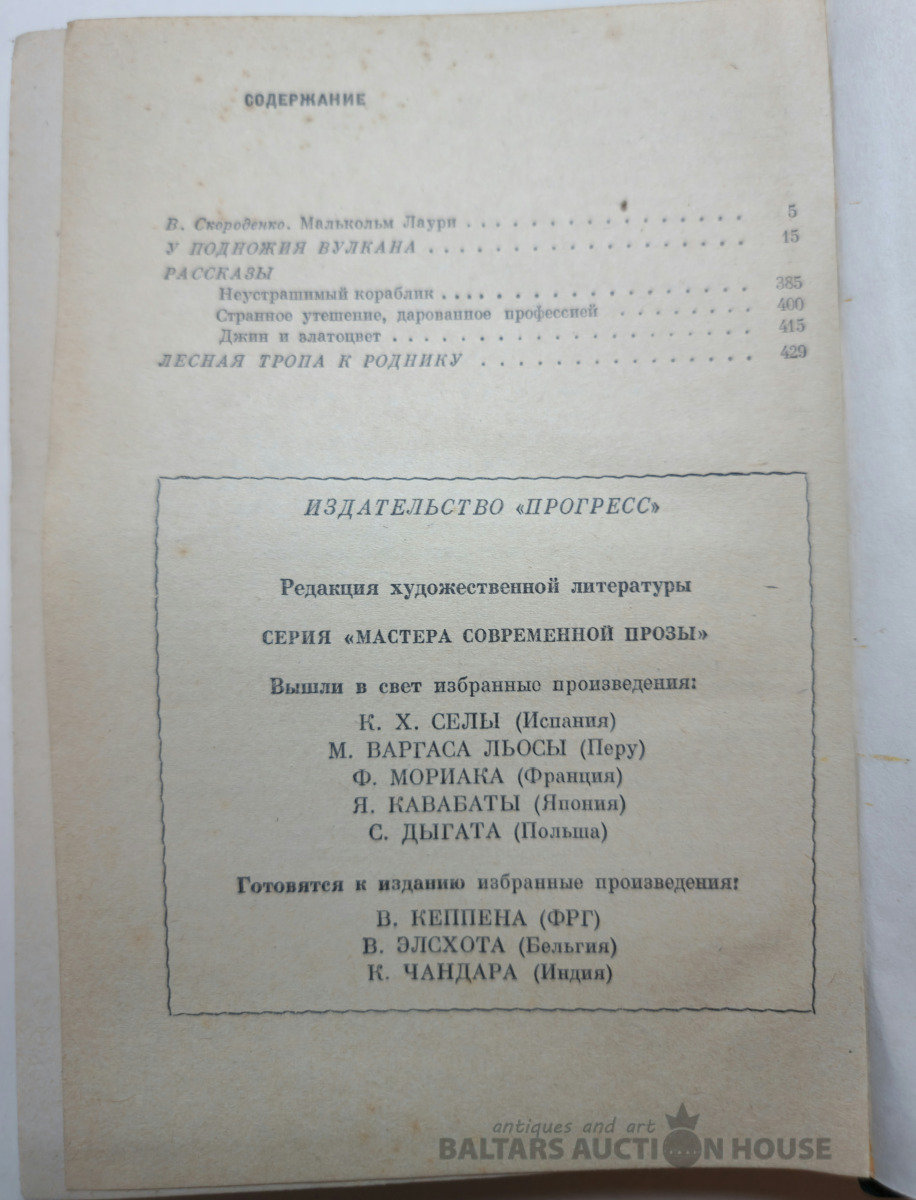 СОДЕРЖАНИЕ
В. Скороденко. Малькольм Лаури . . . . . . . . . . . . . . . . 5
У ПОДНОЖИЯ ВУЛКАНА . . . . . . . . . . . . . . . . . . 15
РАССКАЗЫ
Неустрашимый кораблик . . . . . . . . . . . . . . . . . 385
Странное утешение, дарованное профессией . . . . . . . 400
Джин и златоцвет . . . . . . . . . . . . . . . . . . . 415
ЛЕСНАЯ ТРОПА К РОДНИКУ . . . . . . . . . . . . . . . 429
ИЗДАТЕЛЬСТВО «ПРОГРЕСС»
Редакция художественной литературы
СЕРИЯ «МАСТЕРА СОВРЕМЕННОЙ ПРОЗЫ»
Вышли в свет избранные произведения:
К. Х. СЕЛЫ (Испания)
М. ВАРГАСА ЛЬОСЫ (Перу)
Ф. МОРИАКА (Франция)
Я. КАВАБАТЫ (Япония)
С. ДЫГАТА (Польша)
Готовятся к изданию избранные произведения:
В. КЕППЕНА (ФРГ)
В. ЭЛСХОТА (Бельгия)
К. ЧАНДАРА (Индия)
antiques and art
BALTARS AUCTION HOUSE